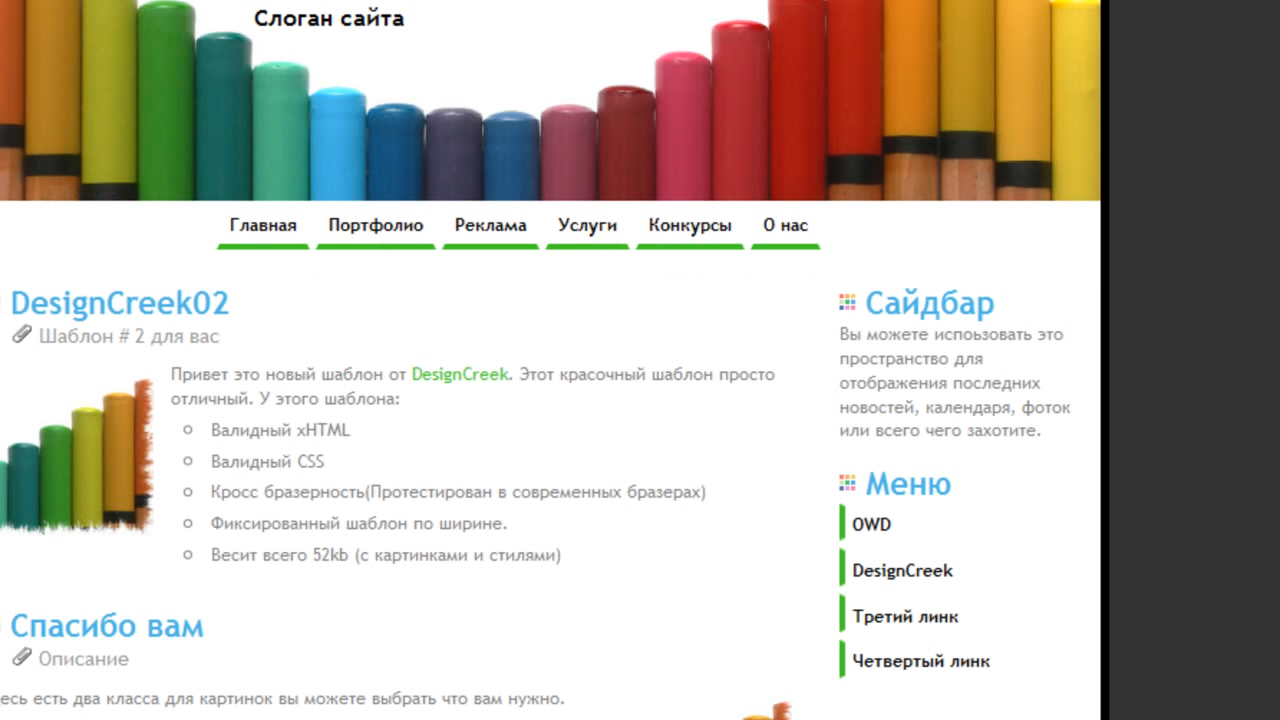 Слоган сайта
Главная Портфолио Реклама Услуги Конкурсы О нас
DesignCreek02
Шаблон # 2 для вас
Привет это новый шаблон от DesignCreek. Этот красочный шаблон просто
отличный. У этого шаблона:
Валидный xHTML
Валидный CSS
Кросс бразерность(Протестирован в современных бразерах)
Фиксированный шаблон по ширине.
Весит всего 52kb (с картинками и стилями)
Спасибо вам
Описание
есь есть два класса для картинок вы можете выбрать что вам нужно.
Сайдбар
Вы можете испоьзовать это
пространство для
отображения последних
новостей, календаря, фоток
или всего чего захотите.
Меню
OWD
DesignCreek
Третий линк
Четвертый линк